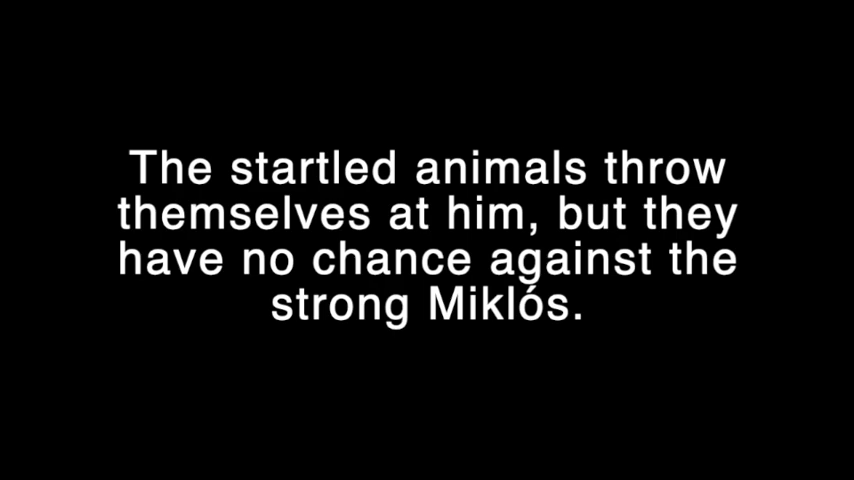 The startled animals throw
themselves at him, but they
have no chance against the
strong Miklós.